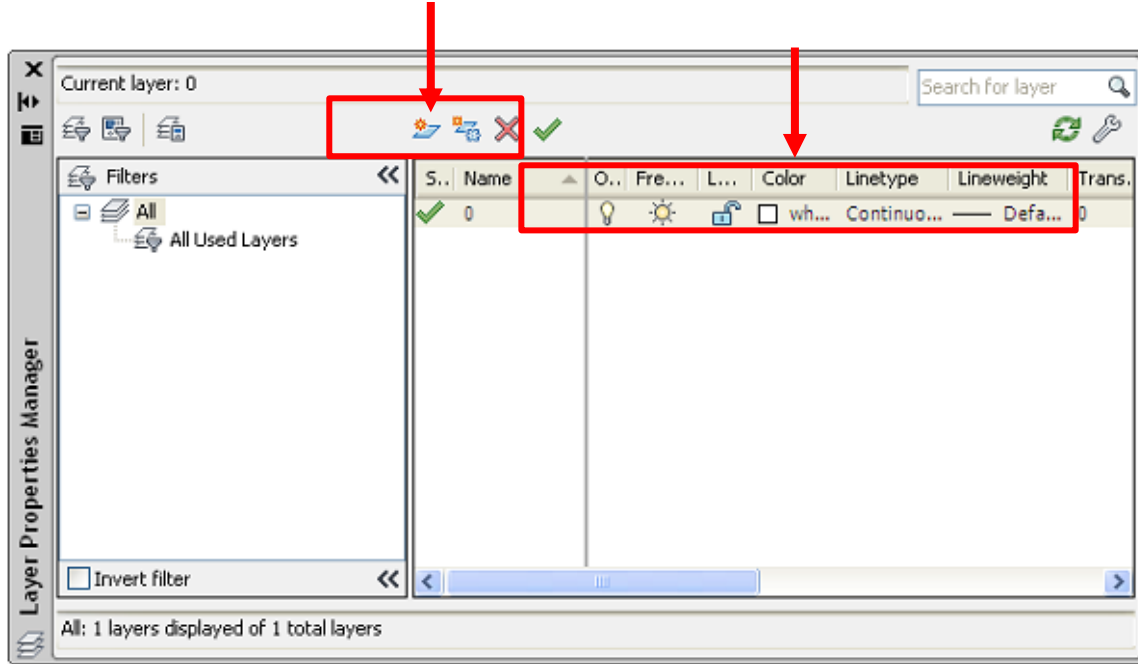 Current layer: 0
Search for layer
Filters
All
All Used Layers
Invert filter
S.. Name O.. Fre... L... Color Linetype Lineweight Trans.
0 wh... Continuo... Defa... 0
All: 1 layers displayed of 1 total layers
Layer Properties Manager